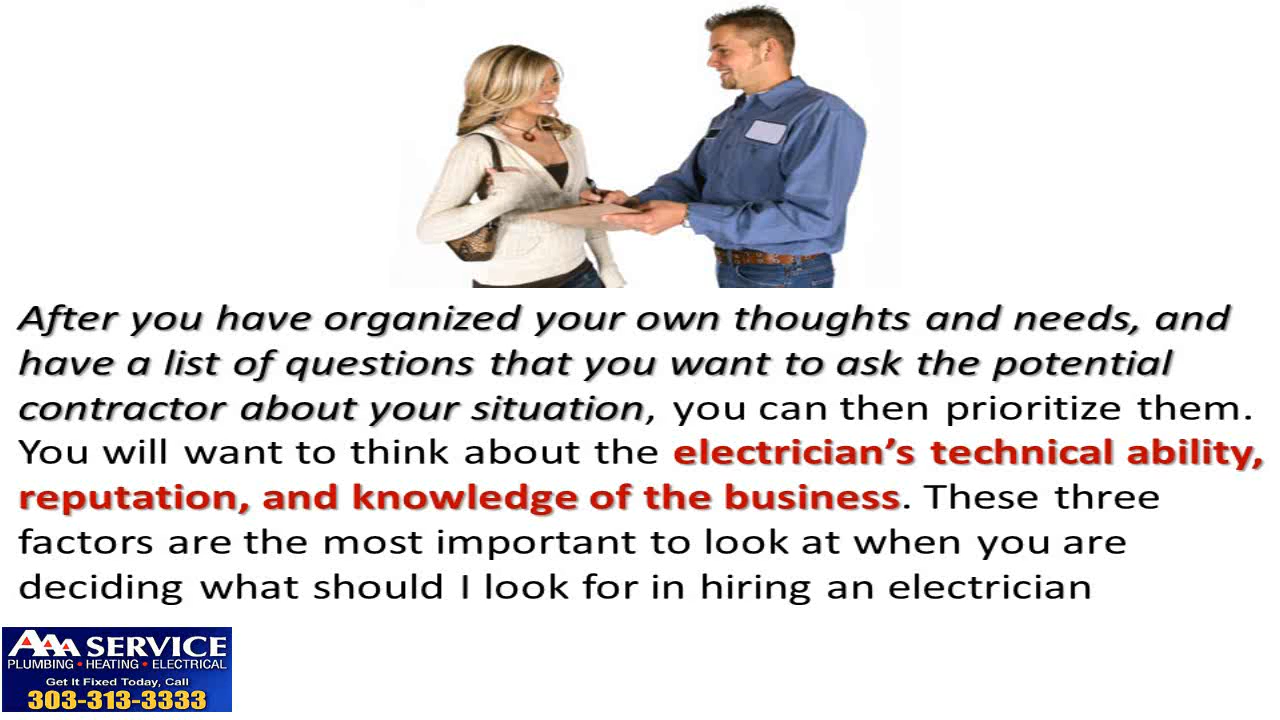 After you have organized your own thoughts and needs, and
have a list of questions that you want to ask the potential
contractor about your situation, you can then prioritize them.
You will want to think about the electrician’s technical ability,
reputation, and knowledge of the business. These three
factors are the most important to look at when you are
deciding what should I look for in hiring an electrician
AAA SERVICE
PLUMBING • HEATING • ELECTRICAL
Get It Fixed Today, Call
303-313-3333